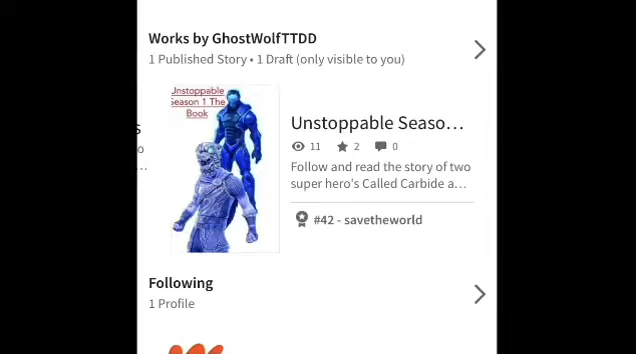 Works by GhostWolfTTDD
1 Published Story • 1 Draft (only visible to you)
Unstoppable
Season 1 The
Book
s
o
...
Unstoppable Seaso...
11 2 0
Follow and read the story of two
super hero's Called Carbide a...
#42 - savetheworld
Following
1 Profile